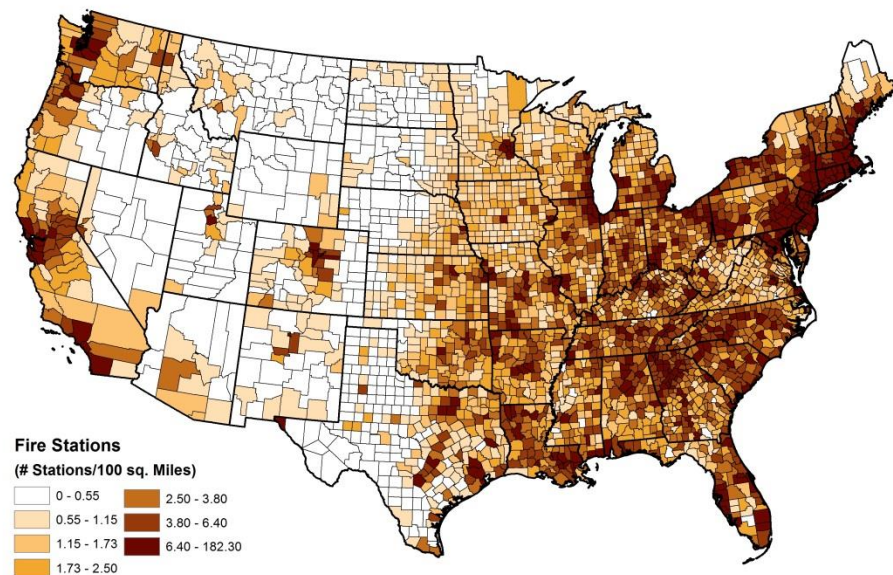 Fire Stations
(# Stations/100 sq. Miles)
0 - 0.55
0.55 - 1.15
1.15 - 1.73
1.73 - 2.50
2.50 - 3.80
3.80 - 6.40
6.40 - 182.30